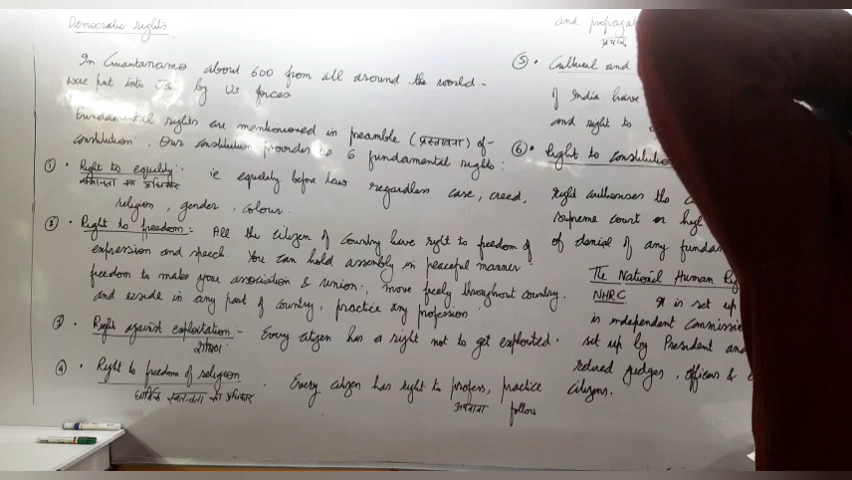 Democratic rights
In Guantanamo about 600 from all around the world
were put into by US forces
Fundamental rights are mentioned in preamble (प्रस्तावना) of
constitution. Our constitution provides us 6 fundamental rights:
① • Right to equality: ie equality before laws regardless case, creed,
समानता का अधिकार
religion, gender, colour.
② • Right to freedom:- All the citizen of country have right to freedom of
expression and speech. You can hold assembly in peaceful manner.
freedom to make your association & union, move freely throughout country.
and reside in any part of country, practice any profession
③ • Right against exploitation:- Every citizen has a right not to get exploited.
शोषण
④ • Right to freedom of religion • Every citizen has right to profess, practice
धार्मिक स्वतन्त्रता का अधिकार अपनाना follow
and propagat
प्रचार
⑤ • Cultural and
of India have
and right to
⑥ • Right to constitutio
Right authorises the
supreme court or high
of denial of any funda
The National Human Rig
NHRC It is set up
is independent Commissio
set up by President and
retired judges, officers &
citizens.